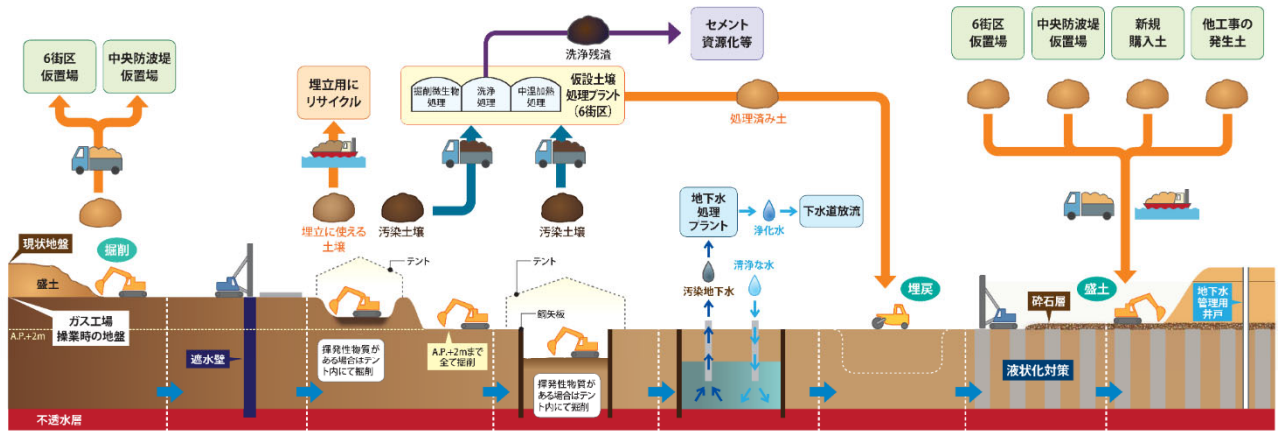 6街区
仮置場
中央防波堤
仮置場
掘削
現状地盤
盛土
ガス工場
操業時の地盤
A.P.+2m
遮水壁
不透水層
埋立用に
リサイクル
埋立に使える
土壌
テント
揮発性物質が
ある場合はテン
ト内にて掘削
A.P.+2mまで
全て掘削
汚染土壌
掘削微生物
処理
洗浄
処理
中温加熱
処理
仮設土壌
処理プラント
(6街区)
洗浄残渣
セメント
資源化等
汚染土壌
テント
鋼矢板
揮発性物質が
ある場合はテン
ト内にて掘削
処理済み土
地下水
処理
プラント
浄化水
下水道放流
汚染地下水
清浄な水
埋戻
6街区
仮置場
中央防波堤
仮置場
新規
購入土
他工事の
発生土
盛土
砕石層
地下水
管理用
井戸
液状化対策